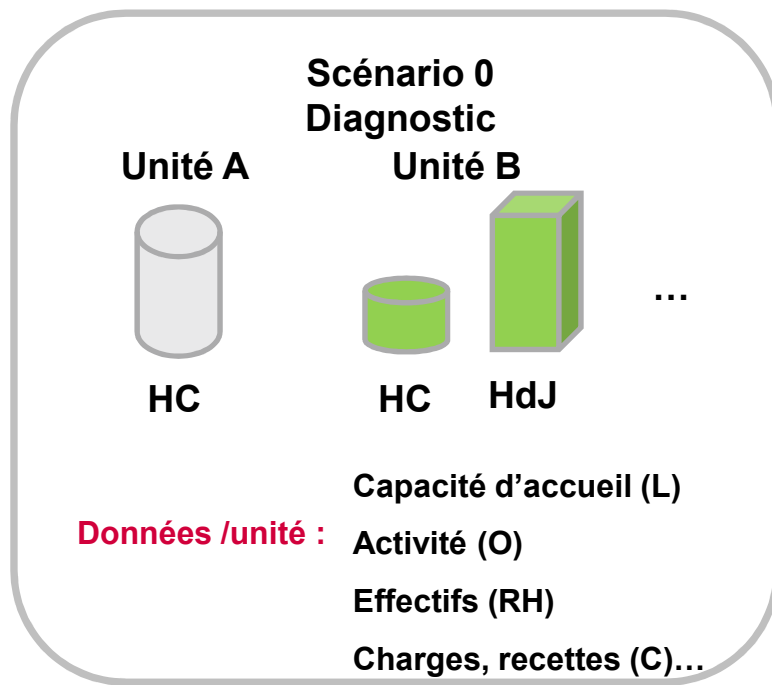 Scénario 0
Diagnostic
Unité A
Unité B
...
HC
HC
HdJ
Données /unité :
Capacité d’accueil (L)
Activité (O)
Effectifs (RH)
Charges, recettes (C)…